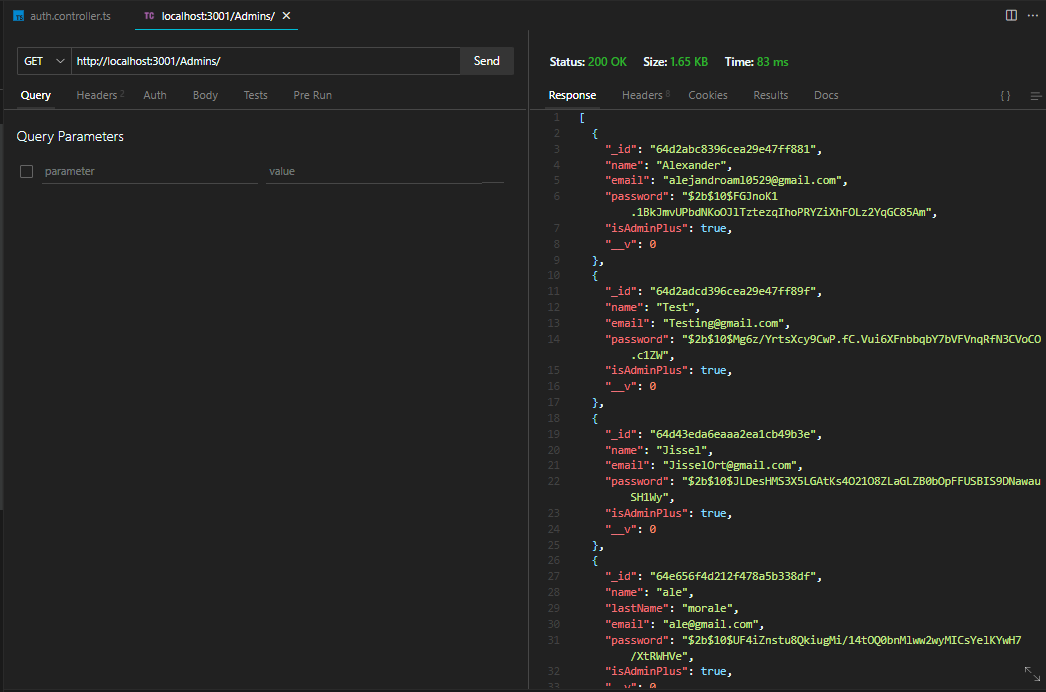 TS auth.controller.ts
TC localhost:3001/Admins/ ×
GET http://localhost:3001/Admins/ Send
Query Headers 2 Auth Body Tests Pre Run
Query Parameters
parameter value
Status: 200 OK Size: 1.65 KB Time: 83 ms
Response Headers 8 Cookies Results Docs { }
1 [
2 {
3 "_id": "64d2abc8396cea29e47ff881",
4 "name": "Alexander",
5 "email": "alejandroaml0529@gmail.com",
6 "password": "$2b$10$FGJnoK1
.1BkJmvUPbdNKoOJlTztezqIhoPRYZiXhFOLz2YqGC85Am",
7 "isAdminPlus": true,
8 "__v": 0
9 },
10 {
11 "_id": "64d2adcd396cea29e47ff89f",
12 "name": "Test",
13 "email": "Testing@gmail.com",
14 "password": "$2b$10$Mg6z/YrtsXcy9CwP.fC.Vui6XFnbbqbY7bVFVnqRfN3CVoCO
.c1ZW",
15 "isAdminPlus": true,
16 "__v": 0
17 },
18 {
19 "_id": "64d43eda6eaaa2ea1cb49b3e",
20 "name": "Jissel",
21 "email": "JisselOrt@gmail.com",
22 "password": "$2b$10$JLDesHMS3X5LGAtKs4O21O8ZLaGLZB0bOpFFUSBIS9DNawau
SH1Wy",
23 "isAdminPlus": true,
24 "__v": 0
25 },
26 {
27 "_id": "64e656f4d212f478a5b338df",
28 "name": "ale",
29 "lastName": "morale",
30 "email": "ale@gmail.com",
31 "password": "$2b$10$UF4iZnstu8QkiugMi/14tOQ0bnMlww2wyMICsYelKYwH7
/XtRWHVe",
32 "isAdminPlus": true,
33 "__v": 0